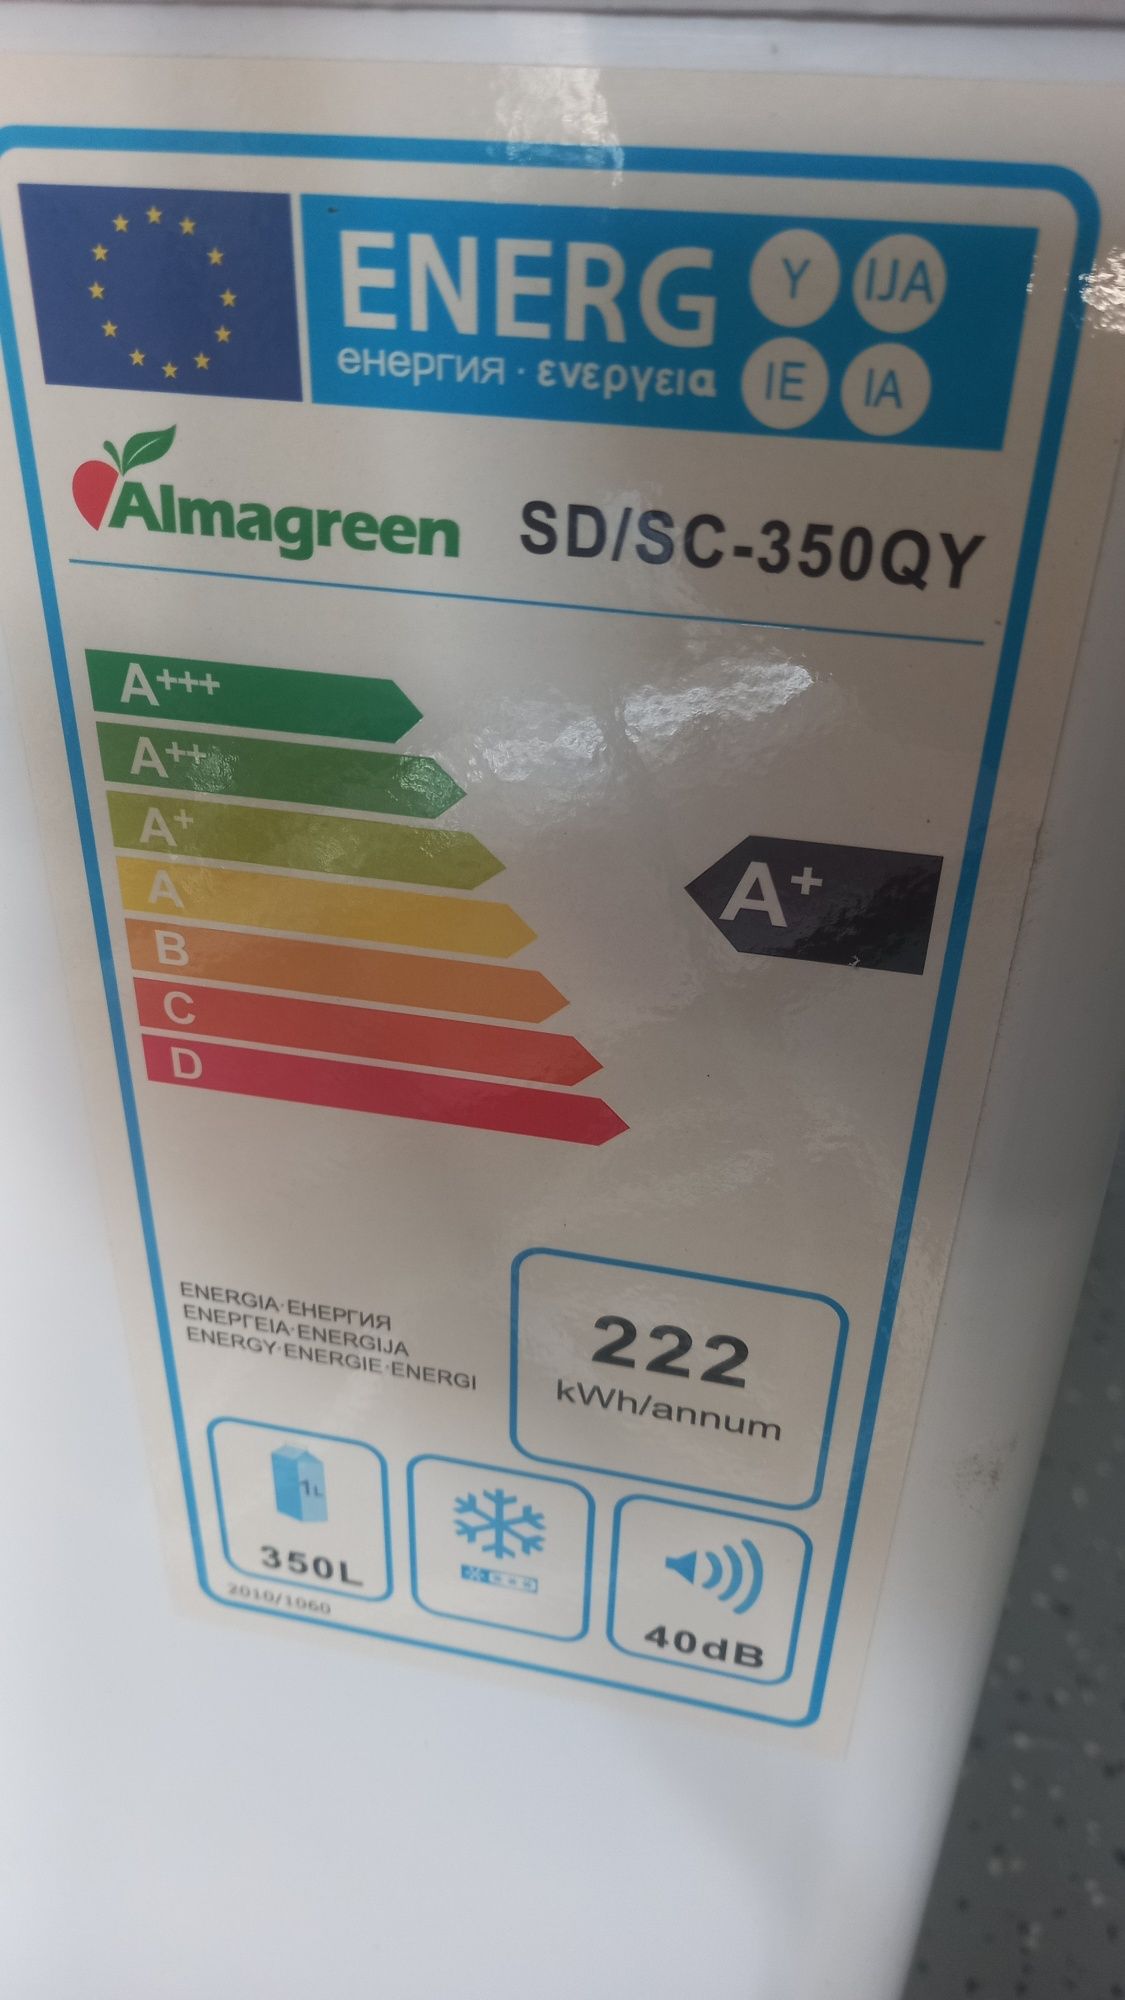 ENERG Y IJA
енергия · ενεργεια IE IA
Almagreen SD/SC-350QY
A+++
A++
A+
A
B
C
D
A+
ENERGIA·ЕНЕРГИЯ
ΕΝΕΡΓΕΙΑ·ENERGIJA
ENERGY·ENERGIE·ENERGI
222
kWh/annum
1L
350L
40dB
2010/1060